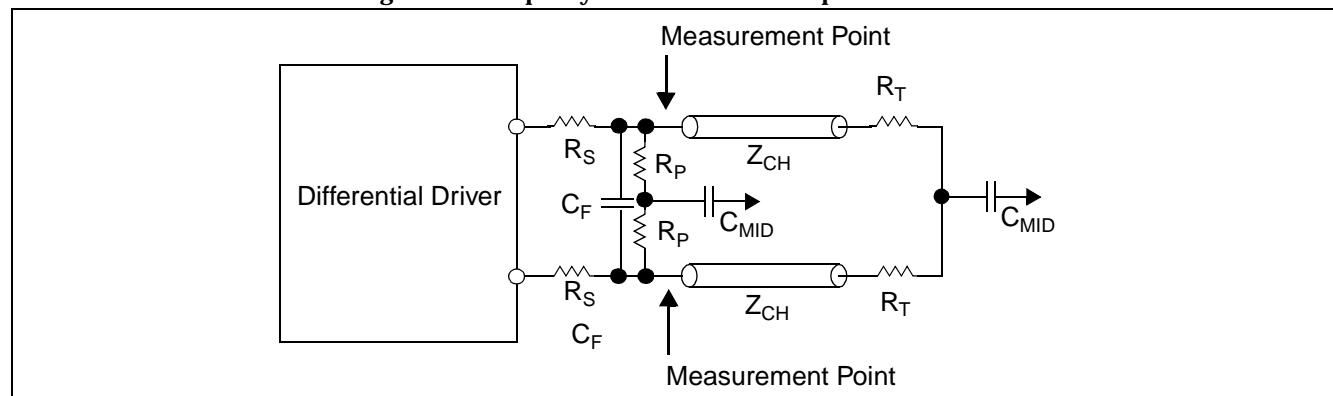 Measurement Point
R_T
R_S
Z_CH
R_P
Differential Driver
C_F
C_MID
C_MID
R_P
R_S
Z_CH
R_T
C_F
Measurement Point